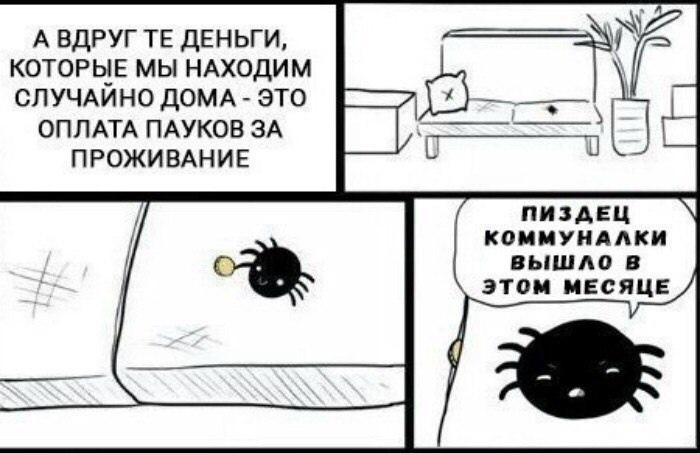 А ВДРУГ ТЕ ДЕНЬГИ,
КОТОРЫЕ МЫ НАХОДИМ
СЛУЧАЙНО ДОМА - ЭТО
ОПЛАТА ПАУКОВ ЗА
ПРОЖИВАНИЕ
ПИЗДЕЦ
КОММУНАЛКИ
ВЫШЛО В
ЭТОМ МЕСЯЦЕ